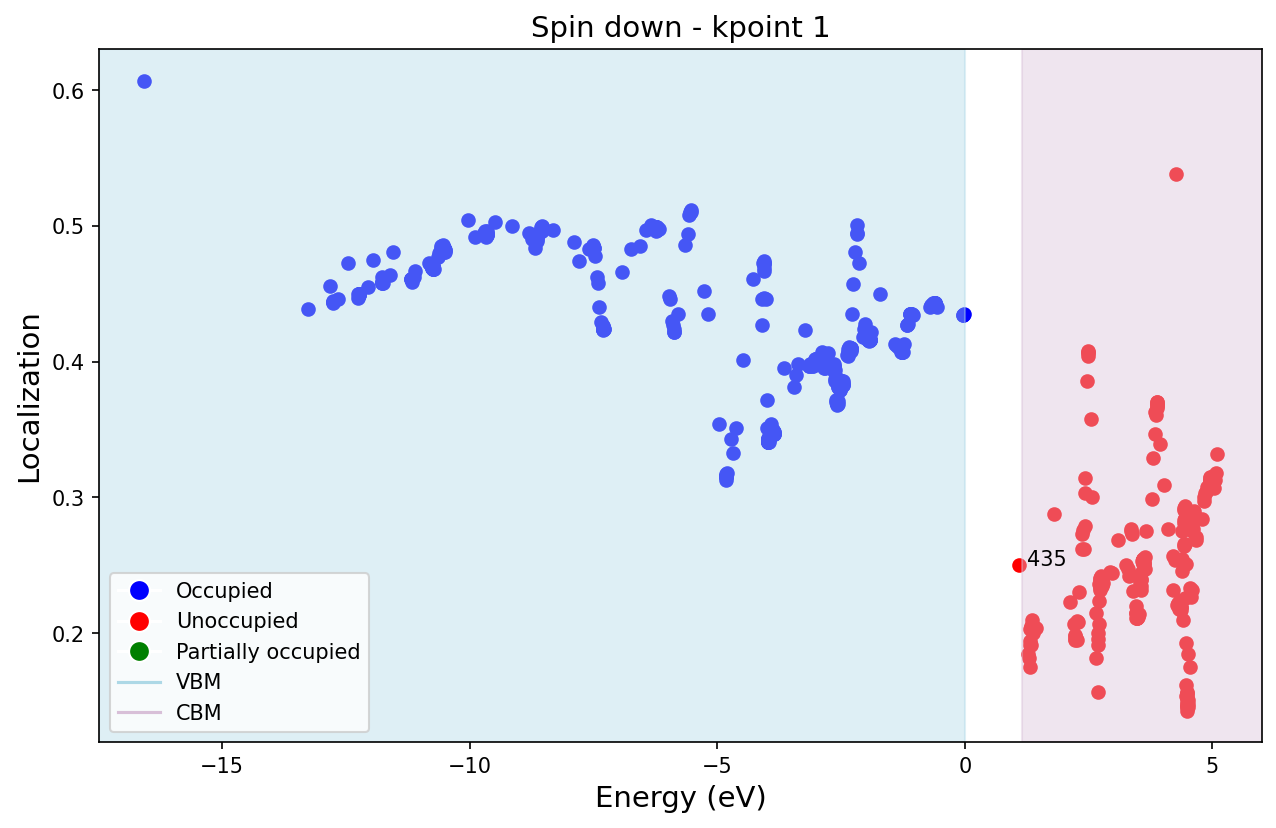 Spin down - kpoint 1
Localization
0.6
0.5
0.4
0.3
0.2
435
Occupied
Unoccupied
Partially occupied
VBM
CBM
−15 −10 −5 0 5
Energy (eV)